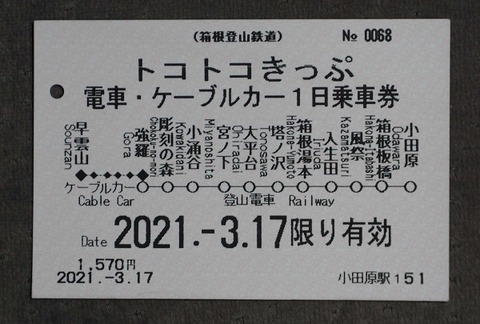 (箱根登山鉄道)
№ 0068
トコトコきっぷ
電車・ケーブルカー1日乗車券
早雲山
Sounzan
強羅
Gora
彫刻の森
Chokoku-no-mori
小涌谷
Kowakidani
宮ノ下
Miyanoshita
大平台
Ohiradai
塔ノ沢
Tonosawa
箱根湯本
Hakone-Yumoto
入生田
Iriuda
風祭
Kazamatsuri
箱根板橋
Hakone-Itabashi
小田原
Odawara
ケーブルカー
Cable Car
登山電車 Railway
Date 2021.-3.17限り有効
1,570円
2021.-3.17
小田原駅151